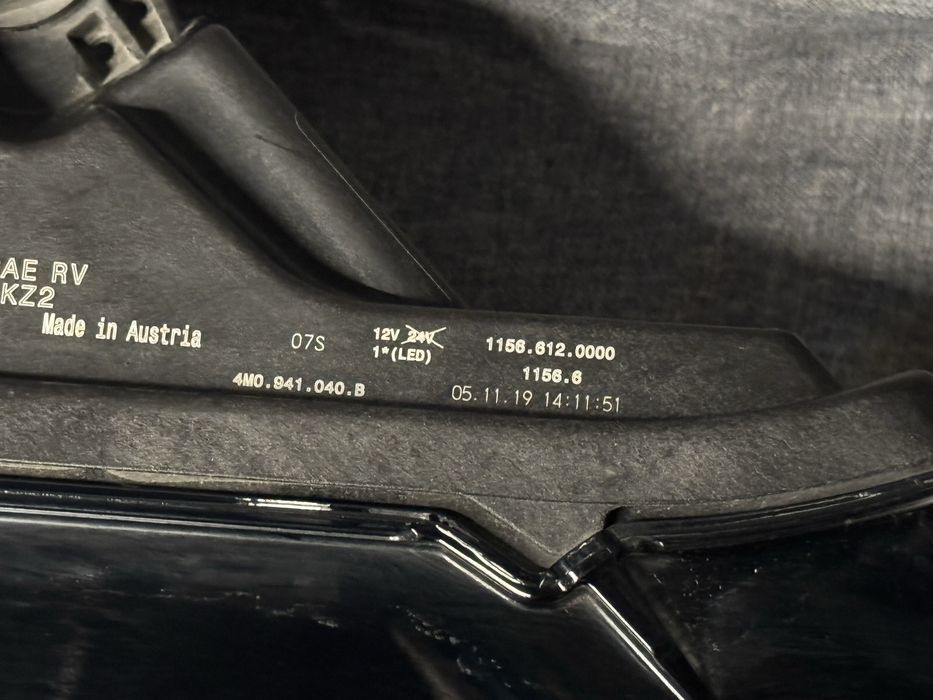 AE RV
KZ2
Made in Austria
07S
12V 24V
1*(LED)
1156.612.0000
1156.6
4M0.941.040.B
05.11.19 14:11:51